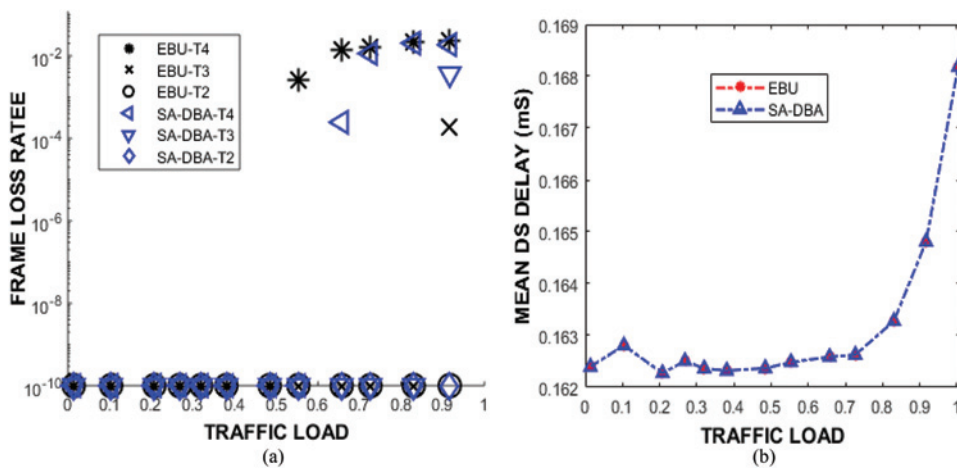 FRAME LOSS RATEE
10-2
10-4
10-6
10-8
10-10
EBU-T4
EBU-T3
EBU-T2
SA-DBA-T4
SA-DBA-T3
SA-DBA-T2
0 0.1 0.2 0.3 0.4 0.5 0.6 0.7 0.8 0.9 1
TRAFFIC LOAD
(a)
MEAN DS DELAY (mS)
0.169
0.168
0.167
0.166
0.165
0.164
0.163
0.162
EBU
SA-DBA
0 0.1 0.2 0.3 0.4 0.5 0.6 0.7 0.8 0.9 1
TRAFFIC LOAD
(b)